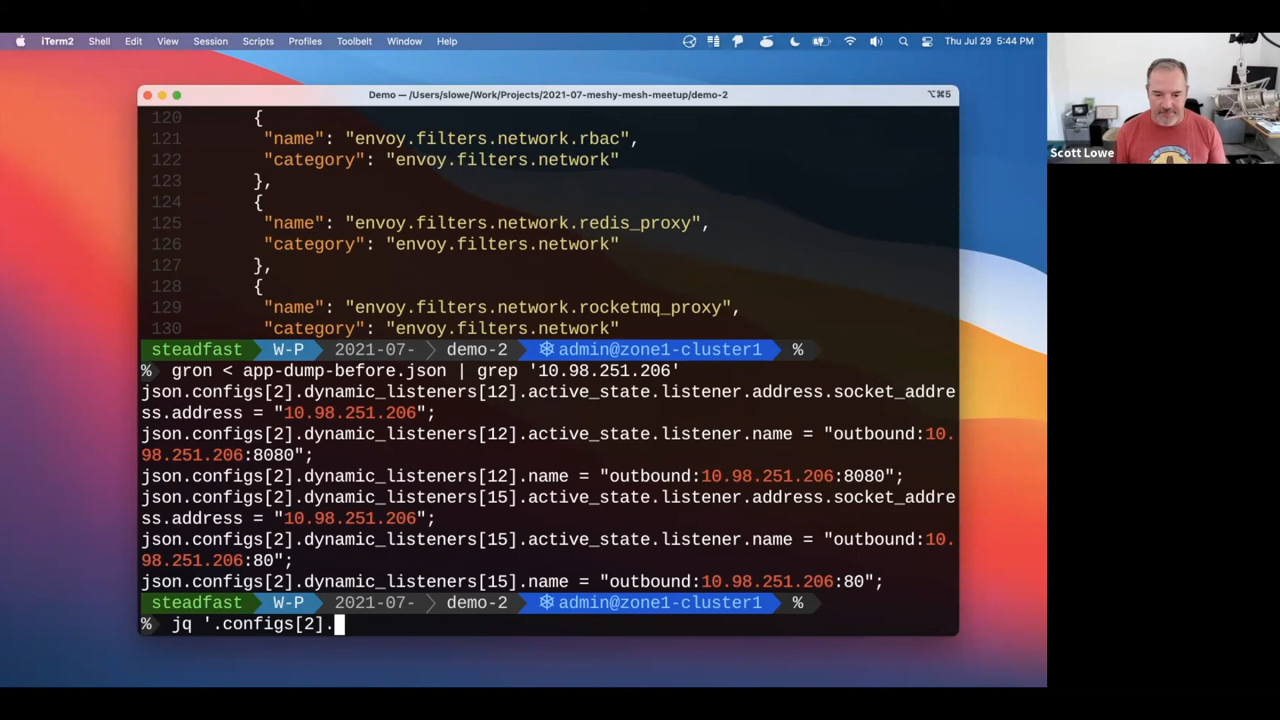 iTerm2 Shell Edit View Session Scripts Profiles Toolbelt Window Help Thu Jul 29 5:44 PM
Demo — /Users/slowe/Work/Projects/2021-07-meshy-mesh-meetup/demo-2 ⌥⌘5
120 {
121 "name": "envoy.filters.network.rbac",
122 "category": "envoy.filters.network"
123 },
124 {
125 "name": "envoy.filters.network.redis_proxy",
126 "category": "envoy.filters.network"
127 },
128 {
129 "name": "envoy.filters.network.rocketmq_proxy",
130 "category": "envoy.filters.network"
steadfast W-P 2021-07- demo-2 admin@zone1-cluster1 %
% gron < app-dump-before.json | grep '10.98.251.206'
json.configs[2].dynamic_listeners[12].active_state.listener.address.socket_addre
ss.address = "10.98.251.206";
json.configs[2].dynamic_listeners[12].active_state.listener.name = "outbound:10.
98.251.206:8080";
json.configs[2].dynamic_listeners[12].name = "outbound:10.98.251.206:8080";
json.configs[2].dynamic_listeners[15].active_state.listener.address.socket_addre
ss.address = "10.98.251.206";
json.configs[2].dynamic_listeners[15].active_state.listener.name = "outbound:10.
98.251.206:80";
json.configs[2].dynamic_listeners[15].name = "outbound:10.98.251.206:80";
steadfast W-P 2021-07- demo-2 admin@zone1-cluster1 %
% jq '.configs[2].
Scott Lowe